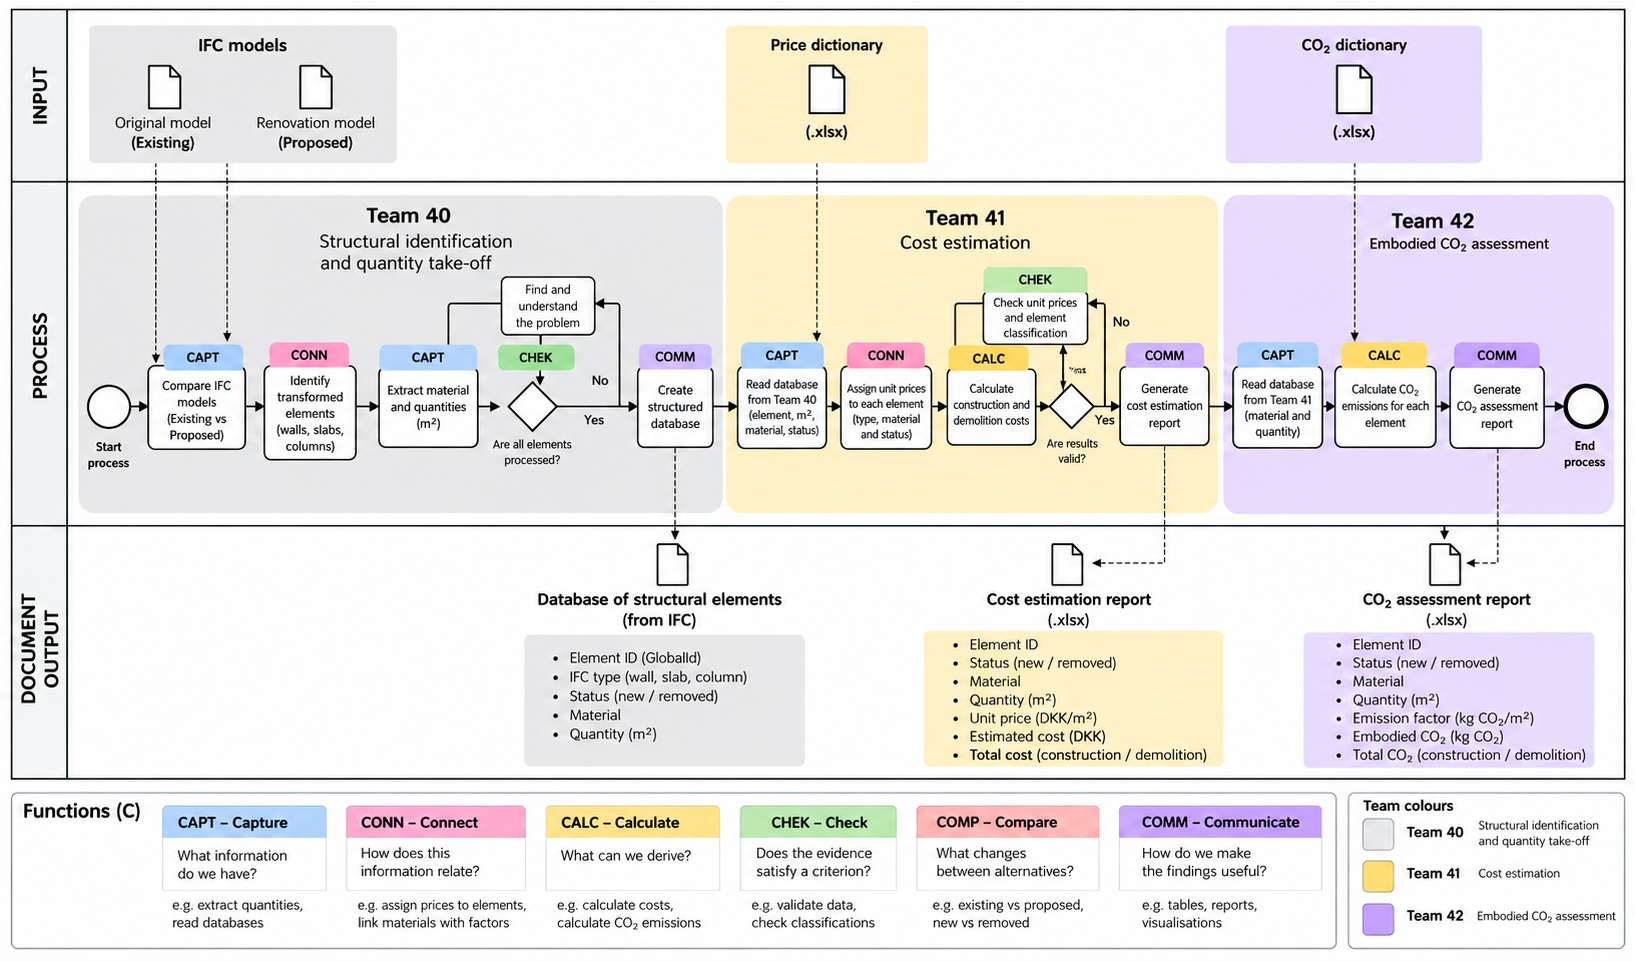 INPUT
IFC models
Original model
(Existing)
Renovation model
(Proposed)
Price dictionary
(.xlsx)
CO₂ dictionary
(.xlsx)
PROCESS
Team 40
Structural identification
and quantity take-off
CAPT
Compare IFC
models
(Existing vs
Proposed)
CONN
Identify
transformed
elements
(walls, slabs,
columns)
CAPT
Extract material
and quantities
(m²)
Find and
understand
the problem
CHEK
Are all elements
processed?
No
Yes
COMM
Create
structured
database
Start
process
Team 41
Cost estimation
CAPT
Read database
from Team 40
(element, m²,
material, status)
CONN
Assign unit prices
to each element
(type, material
and status)
CALC
Calculate
construction and
demolition costs
CHEK
Check unit prices
and element
classification
No
Are results
valid?
Yes
COMM
Generate
cost estimation
report
Team 42
Embodied CO₂ assessment
CAPT
Read database
from Team 41
(material and
quantity)
CALC
Calculate CO₂
emissions for each
element
COMM
Generate
CO₂ assessment
report
End
process
DOCUMENT
OUTPUT
Database of structural elements
(from IFC)
• Element ID (GlobalId)
• IFC type (wall, slab, column)
• Status (new / removed)
• Material
• Quantity (m²)
Cost estimation report
(.xlsx)
• Element ID
• Status (new / removed)
• Material
• Quantity (m²)
• Unit price (DKK/m²)
• Estimated cost (DKK)
• Total cost (construction / demolition)
CO₂ assessment report
(.xlsx)
• Element ID
• Status (new / removed)
• Material
• Quantity (m²)
• Emission factor (kg CO₂/m²)
• Embodied CO₂ (kg CO₂)
• Total CO₂ (construction / demolition)
Functions (C)
CAPT – Capture
What information
do we have?
e.g. extract quantities,
read databases
CONN – Connect
How does this
information relate?
e.g. assign prices to elements,
link materials with factors
CALC – Calculate
What can we derive?
e.g. calculate costs,
calculate CO₂ emissions
CHEK – Check
Does the evidence
satisfy a criterion?
e.g. validate data,
check classifications
COMP – Compare
What changes
between alternatives?
e.g. existing vs proposed,
new vs removed
COMM – Communicate
How do we make
the findings useful?
e.g. tables, reports,
visualisations
Team colours
Team 40
Structural identification
and quantity take-off
Team 41
Cost estimation
Team 42
Embodied CO₂ assessment